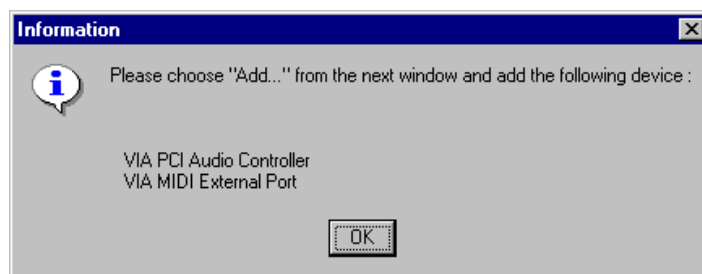 Information
Please choose "Add..." from the next window and add the following device :
VIA PCI Audio Controller
VIA MIDI External Port
OK